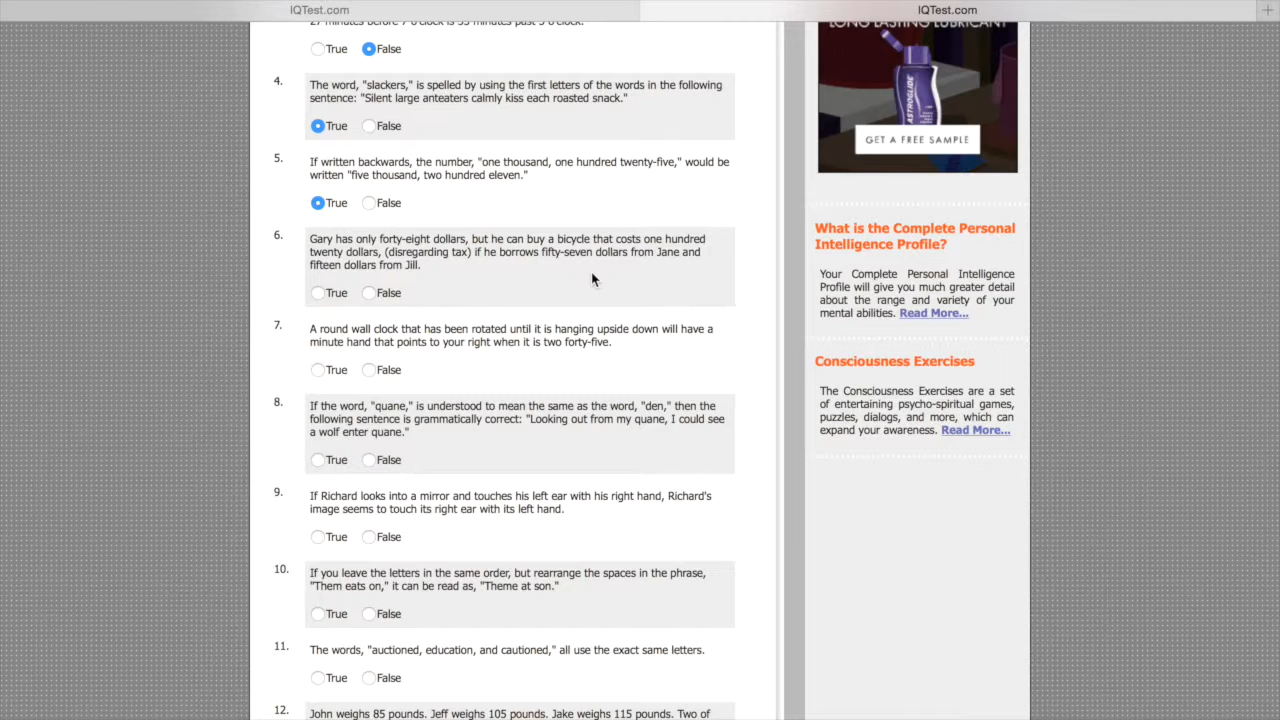 IQTest.com
IQTest.com
27 minutes before 7 o'clock is 33 minutes past 5 o'clock.
True False
4.
The word, "slackers," is spelled by using the first letters of the words in the following
sentence: "Silent large anteaters calmly kiss each roasted snack."
True False
5.
If written backwards, the number, "one thousand, one hundred twenty-five," would be
written "five thousand, two hundred eleven."
True False
6.
Gary has only forty-eight dollars, but he can buy a bicycle that costs one hundred
twenty dollars, (disregarding tax) if he borrows fifty-seven dollars from Jane and
fifteen dollars from Jill.
True False
7.
A round wall clock that has been rotated until it is hanging upside down will have a
minute hand that points to your right when it is two forty-five.
True False
8.
If the word, "quane," is understood to mean the same as the word, "den," then the
following sentence is grammatically correct: "Looking out from my quane, I could see
a wolf enter quane."
True False
9.
If Richard looks into a mirror and touches his left ear with his right hand, Richard's
image seems to touch its right ear with its left hand.
True False
10.
If you leave the letters in the same order, but rearrange the spaces in the phrase,
"Them eats on," it can be read as, "Theme at son."
True False
11.
The words, "auctioned, education, and cautioned," all use the exact same letters.
True False
12.
John weighs 85 pounds. Jeff weighs 105 pounds. Jake weighs 115 pounds. Two of
LONG LASTING LUBRICANT
ASTROGLIDE
GET A FREE SAMPLE
What is the Complete Personal
Intelligence Profile?
Your Complete Personal Intelligence
Profile will give you much greater detail
about the range and variety of your
mental abilities. Read More...
Consciousness Exercises
The Consciousness Exercises are a set
of entertaining psycho-spiritual games,
puzzles, dialogs, and more, which can
expand your awareness. Read More...